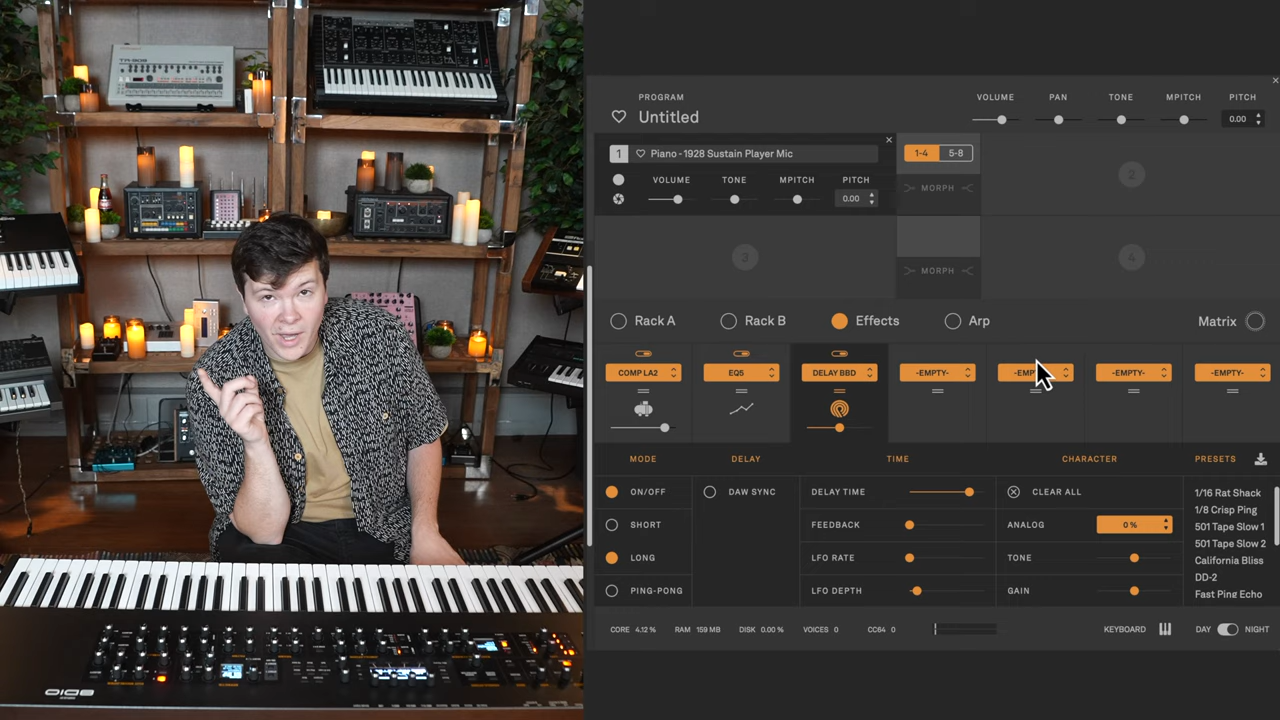 PROGRAM
Untitled
VOLUME PAN TONE MPITCH PITCH
0.00
1 Piano - 1928 Sustain Player Mic
VOLUME TONE MPITCH PITCH
0.00
1-4 5-8
MORPH
2
3
MORPH
4
Rack A Rack B Effects Arp Matrix
COMP LA2 EQ5 DELAY BBD -EMPTY- -EMP -EMPTY- -EMPTY-
MODE DELAY TIME CHARACTER PRESETS
ON/OFF DAW SYNC DELAY TIME CLEAR ALL
SHORT FEEDBACK ANALOG 0 %
LONG LFO RATE TONE
PING-PONG LFO DEPTH GAIN
1/16 Rat Shack
1/8 Crisp Ping
501 Tape Slow 1
501 Tape Slow 2
California Bliss
DD-2
Fast Ping Echo
CORE 4.12 % RAM 159 MB DISK 0.00 % VOICES 0 CC64 0 KEYBOARD DAY NIGHT